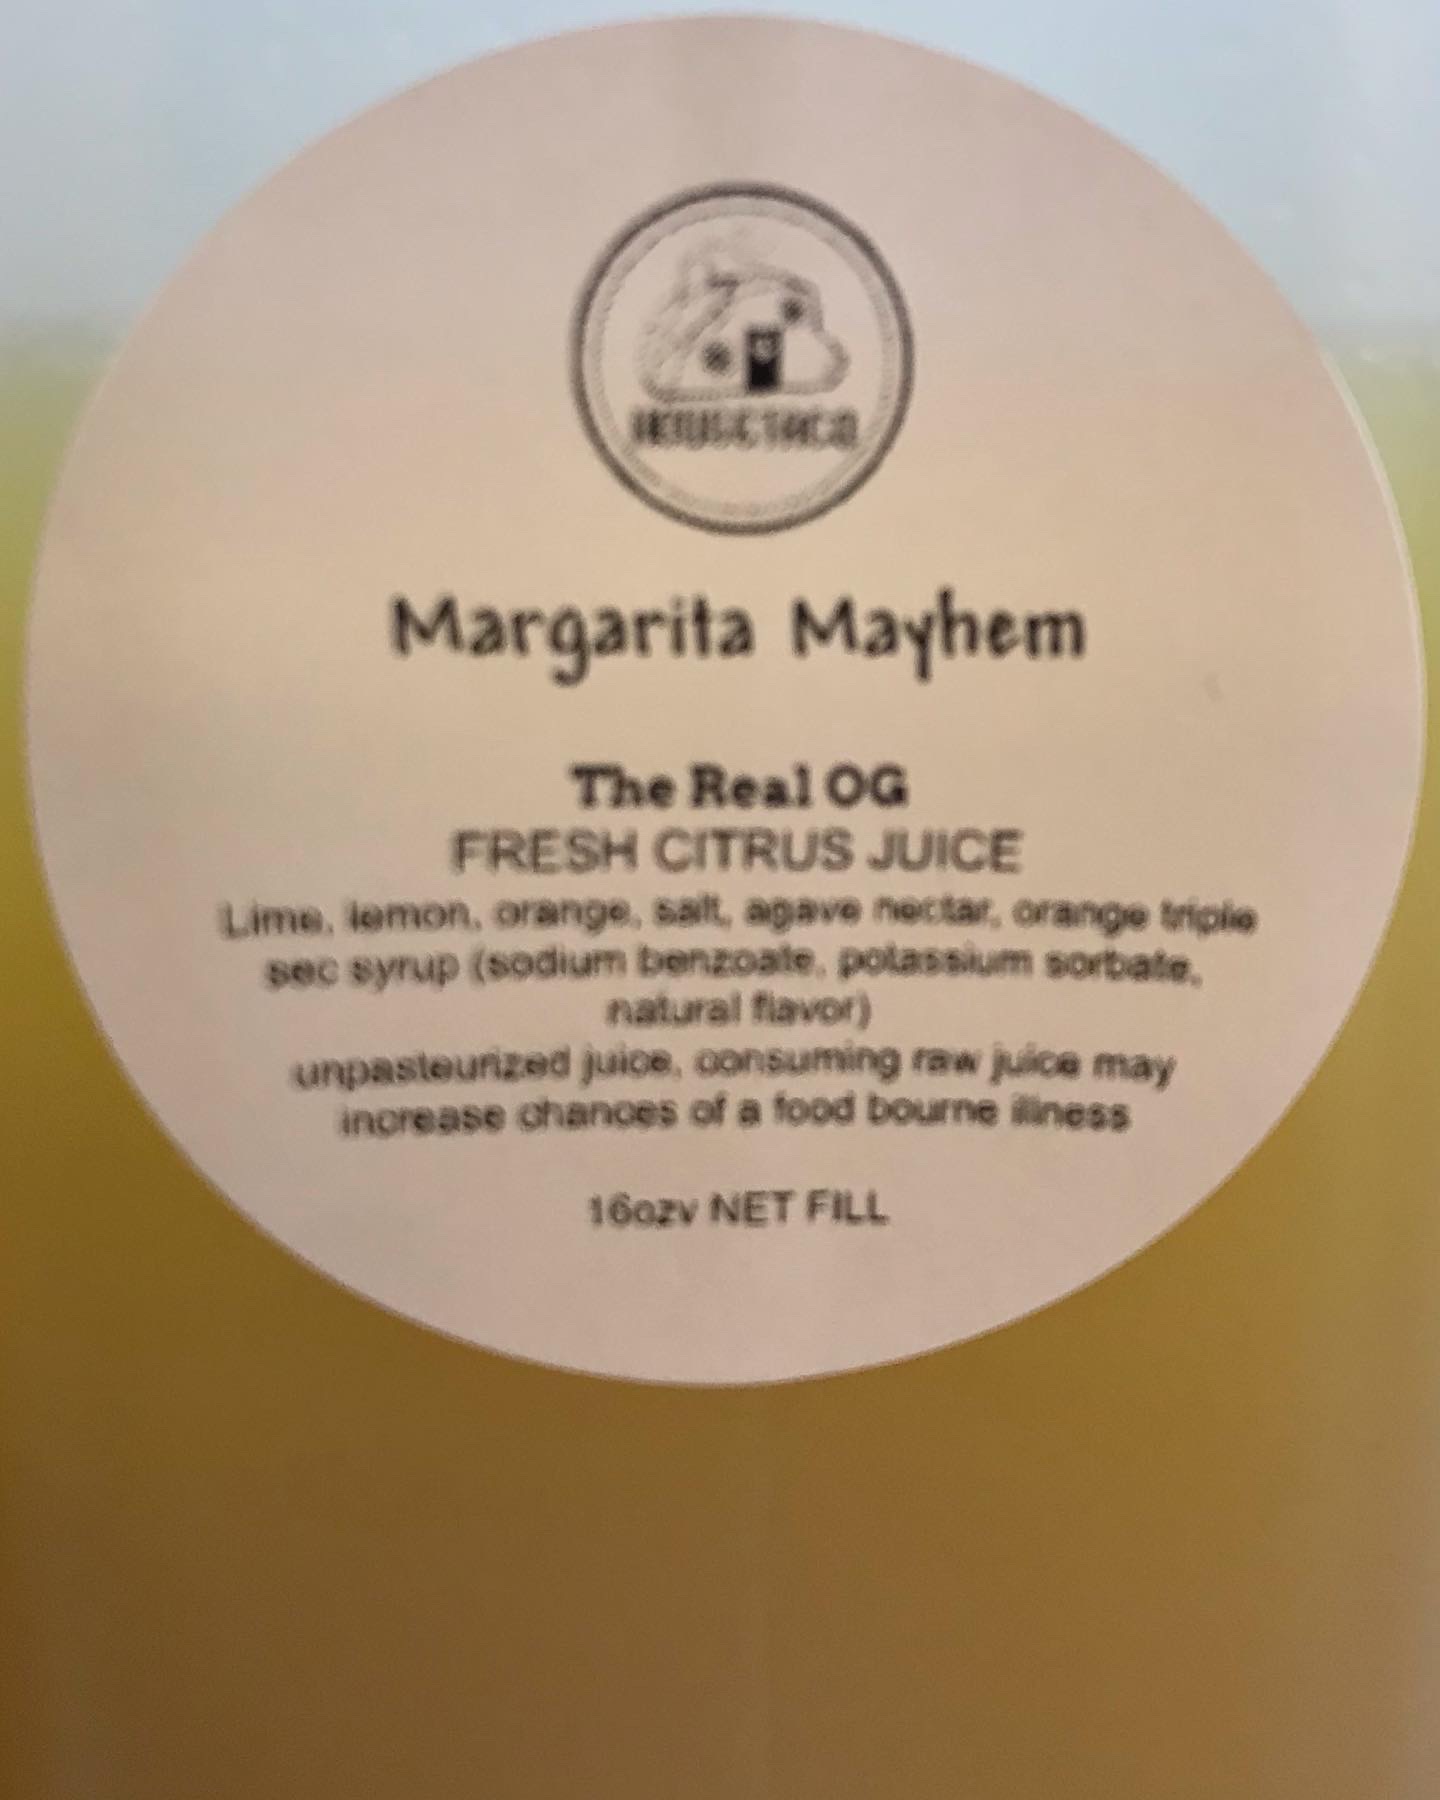 Margarita Mayhem
The Real OG
FRESH CITRUS JUICE
Lime, lemon, orange, salt, agave nectar, orange triple
sec syrup (sodium benzoate, potassium sorbate,
natural flavor)
unpasteurized juice, consuming raw juice may
increase chances of a food bourne illness
16ozv NET FILL